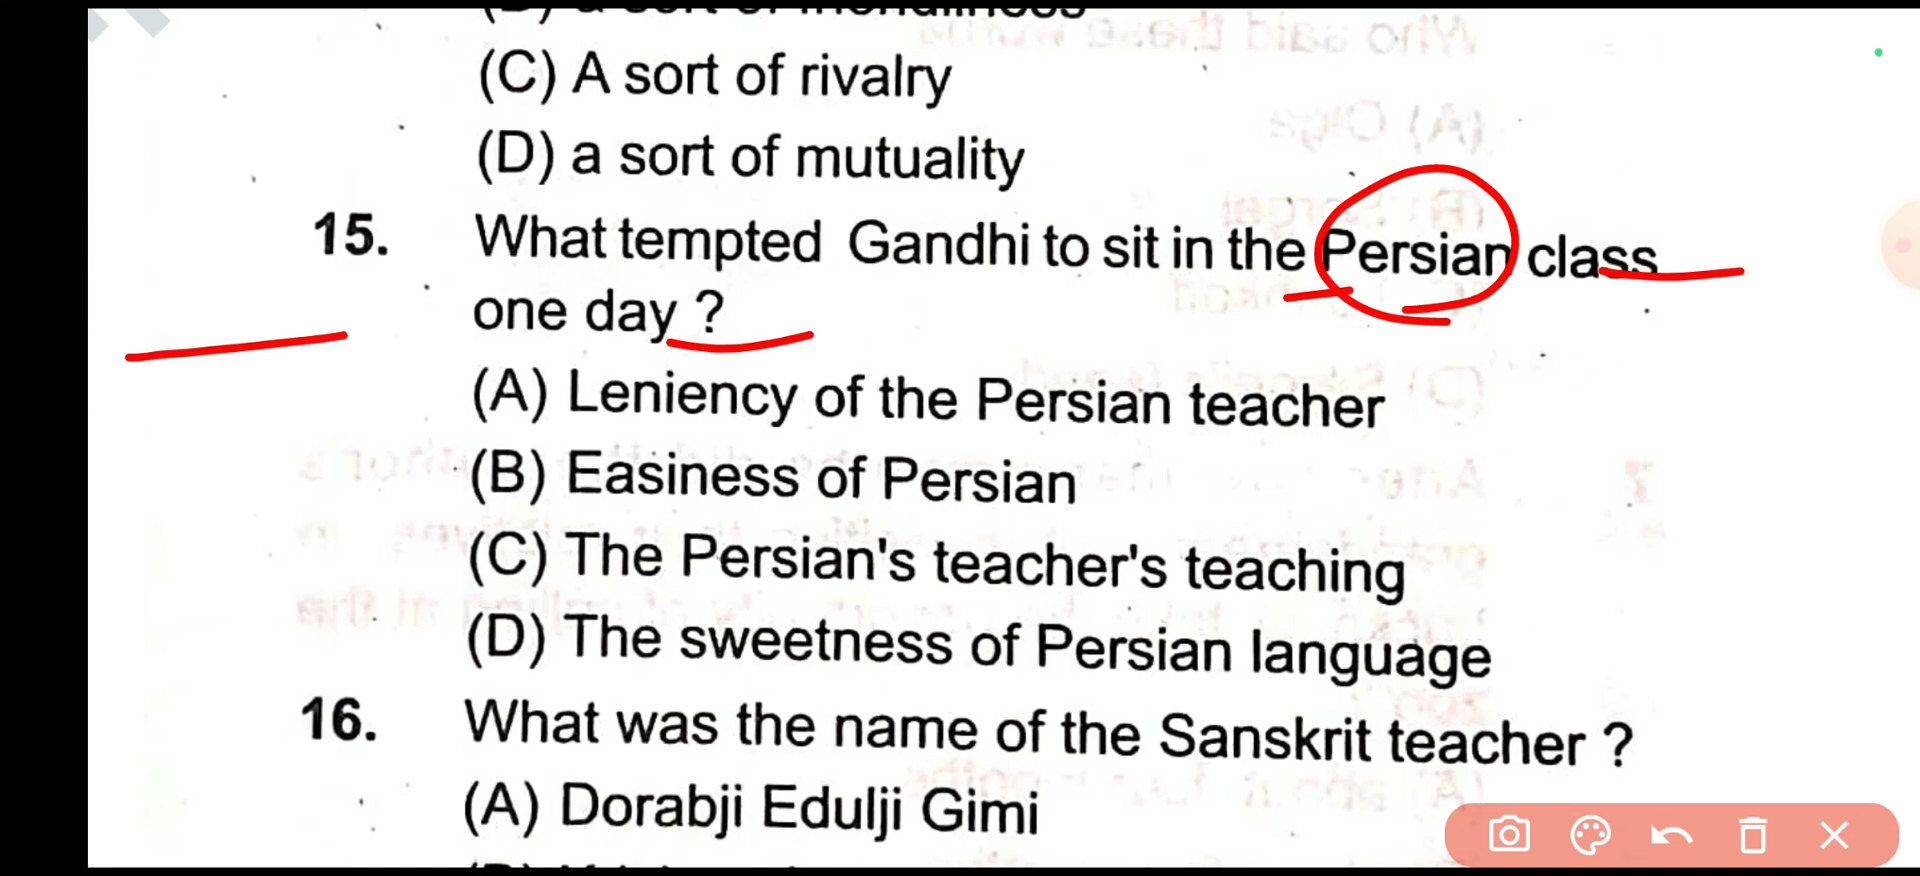 (C) A sort of rivalry
(D) a sort of mutuality
15. What tempted Gandhi to sit in the Persian class
one day ?
(A) Leniency of the Persian teacher
(B) Easiness of Persian
(C) The Persian's teacher's teaching
(D) The sweetness of Persian language
16. What was the name of the Sanskrit teacher ?
(A) Dorabji Edulji Gimi